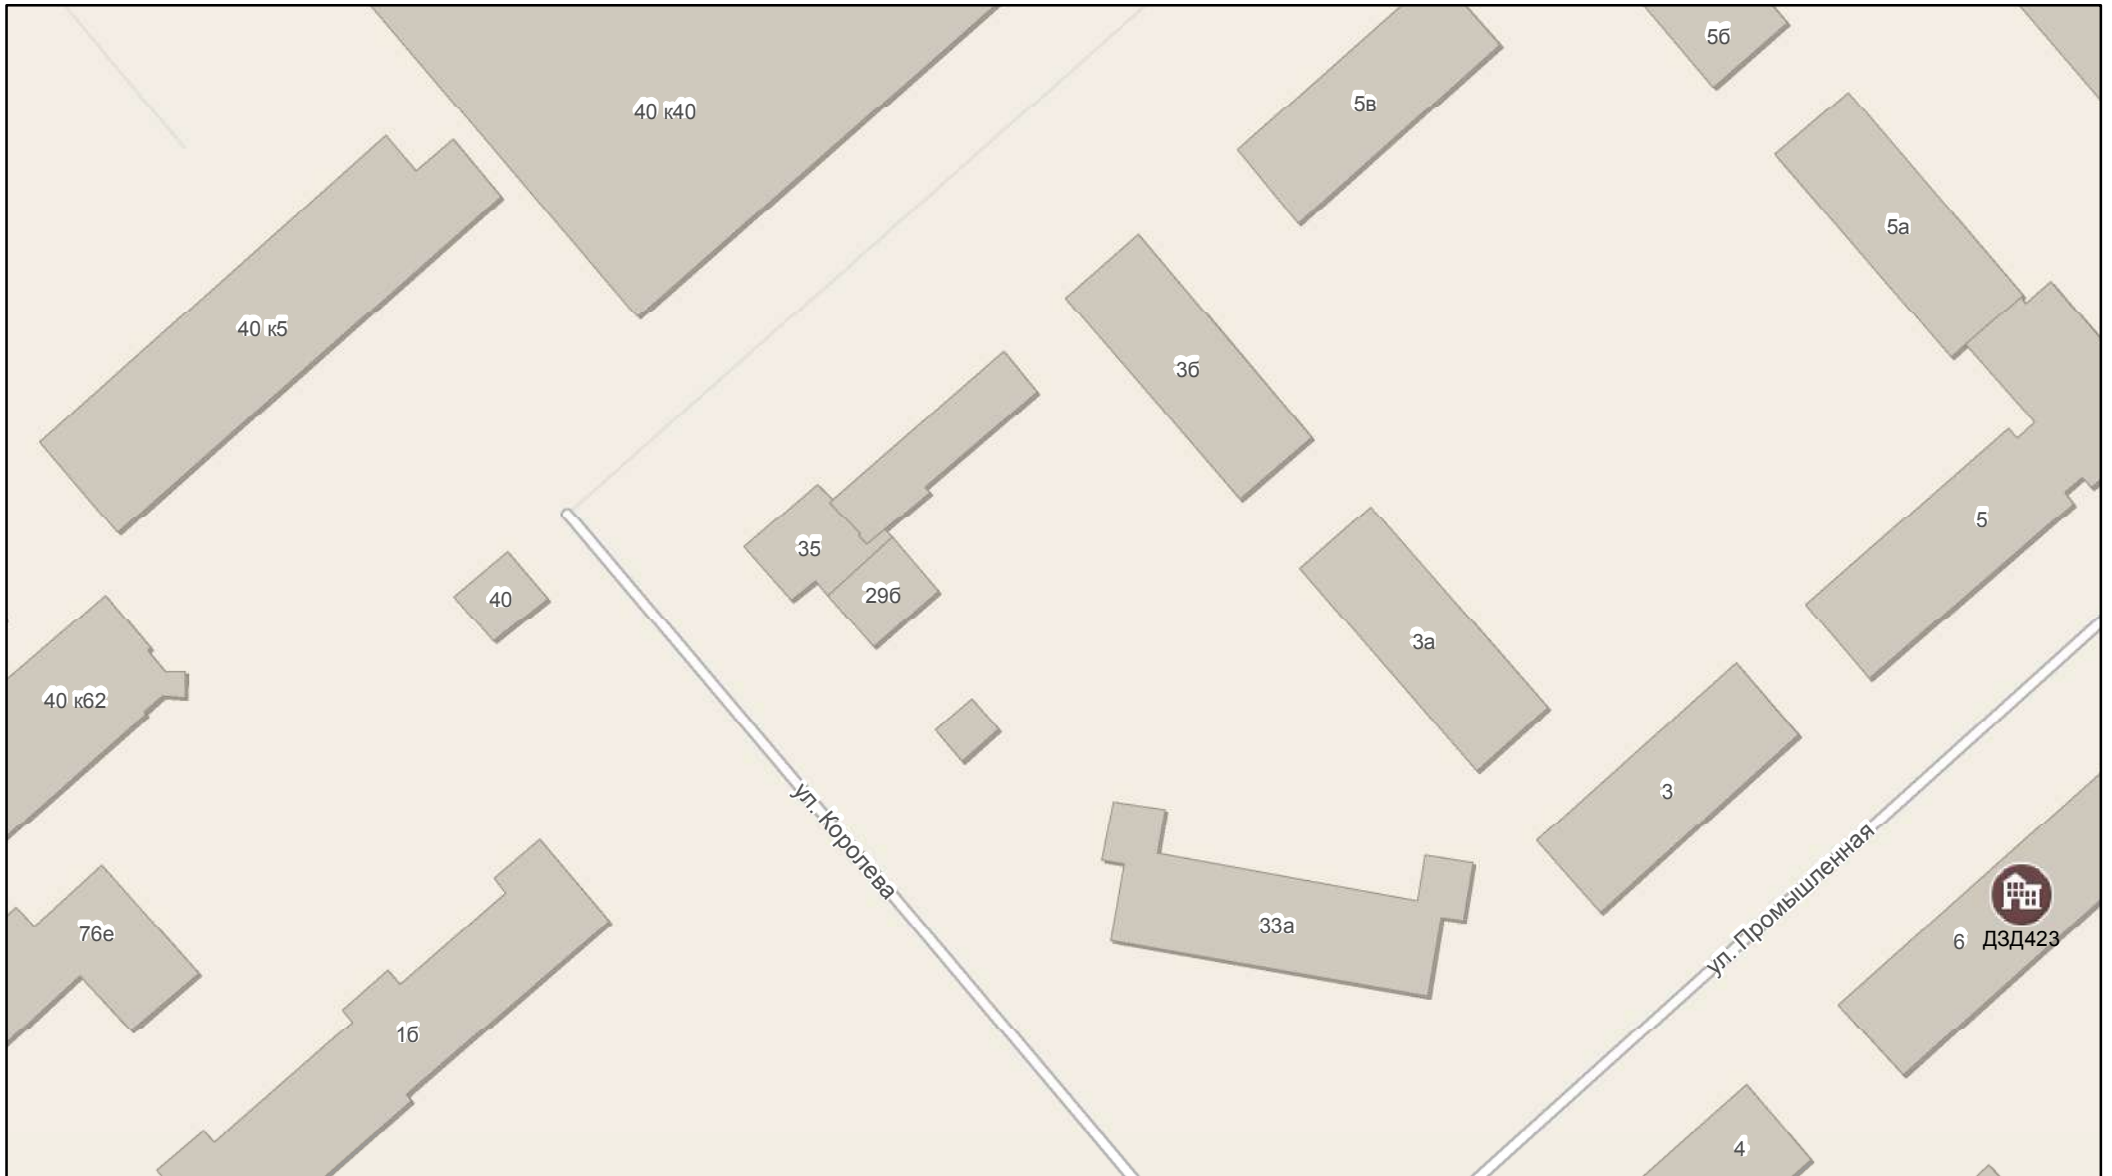 5б
5в
40 к40
5а
40 к5
3б
5
35
29б
40
3а
40 к62
3
ул. Королева
ул. Промышленная
33а
76е
6
ДЗД423
1б
4